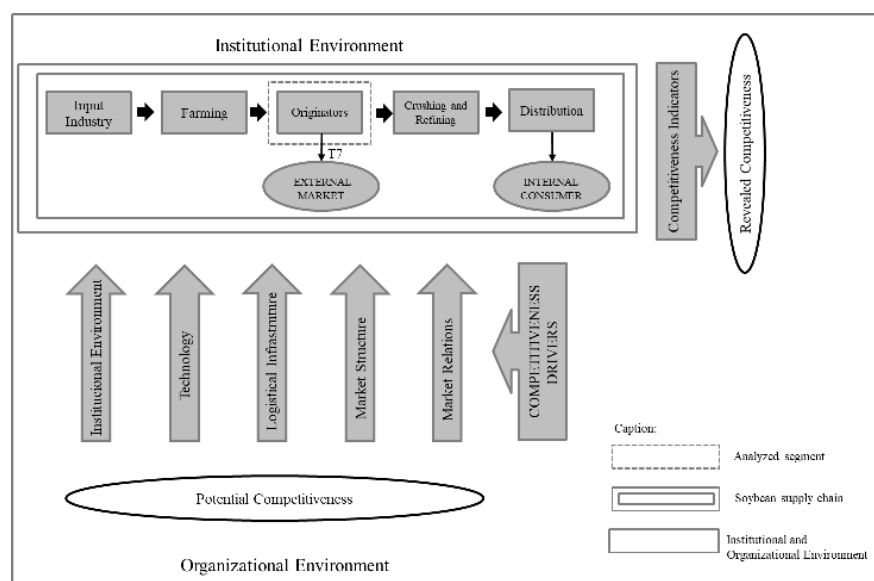 Institutional Environment
Input
Industry
Farming
Originators
Crushing and
Refining
Distribution
T7
EXTERNAL
MARKET
INTERNAL
CONSUMER
Competitiveness Indicators
Revealed Competitiveness
Institucional Environment
Technology
Logistical Infrastruture
Market Structure
Market Relations
COMPETITIVENESS
DRIVERS
Potential Competitiveness
Organizational Environment
Caption:
Analyzed segment
Soybean supply chain
Institutional and
Organizational Environment